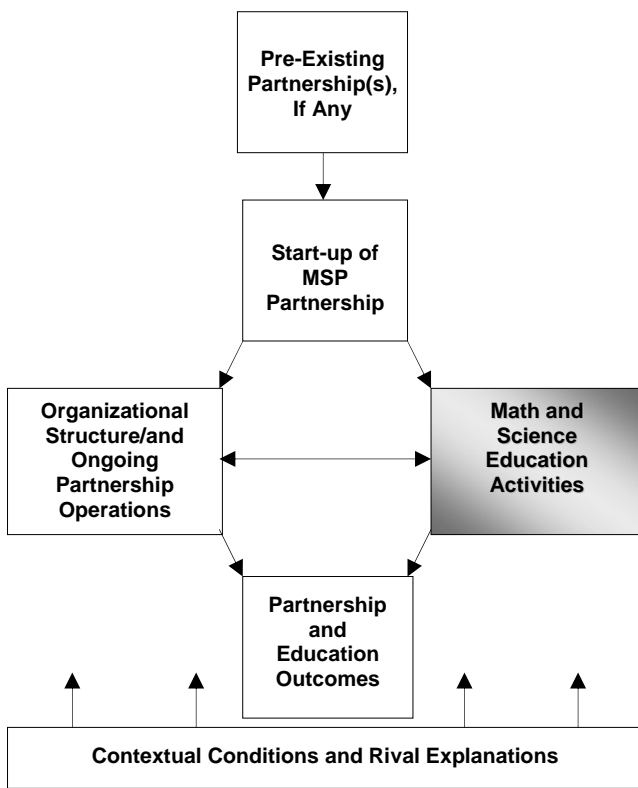 Pre-Existing
Partnership(s),
If Any
Start-up of
MSP
Partnership
Organizational
Structure/and
Ongoing
Partnership
Operations
Math and
Science
Education
Activities
Partnership
and
Education
Outcomes
Contextual Conditions and Rival Explanations